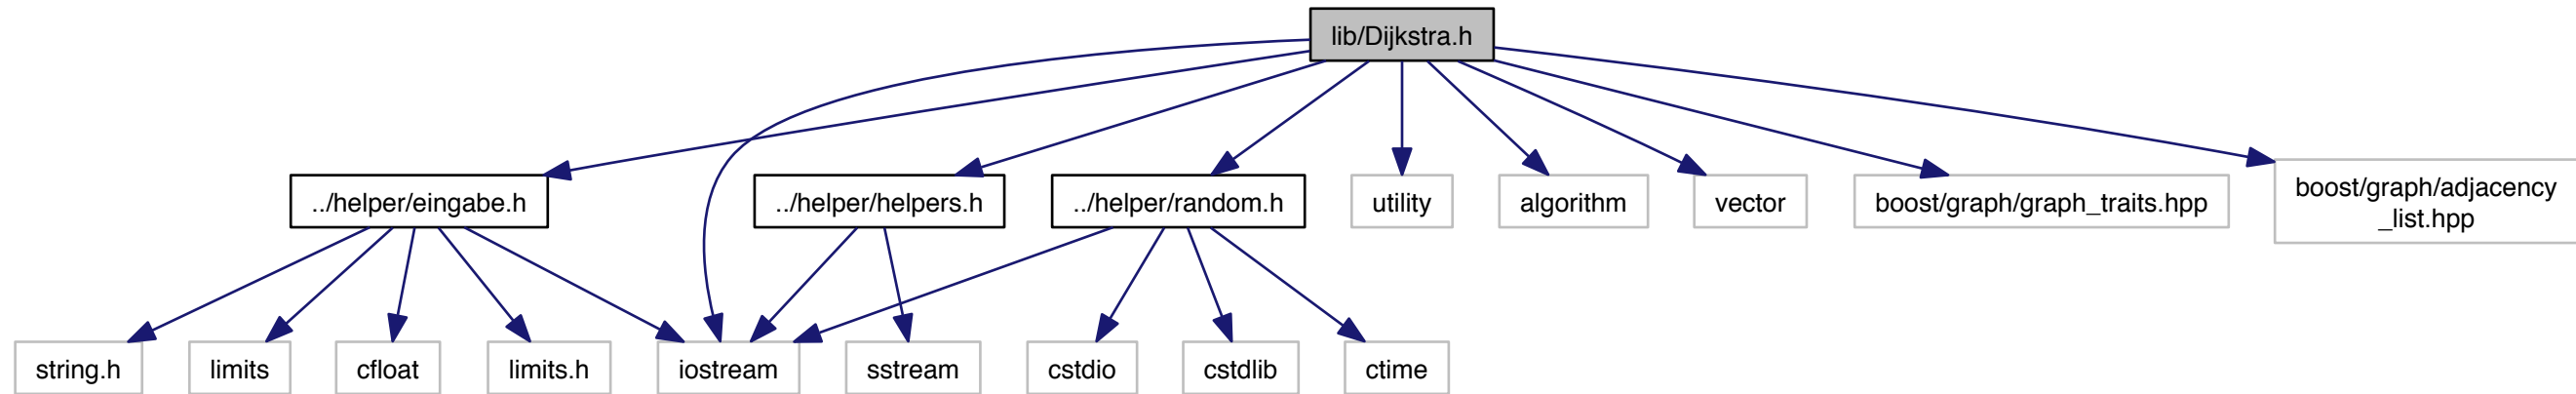 lib/Dijkstra.h
../helper/eingabe.h
../helper/helpers.h
../helper/random.h
utility
algorithm
vector
boost/graph/graph_traits.hpp
boost/graph/adjacency
_list.hpp
string.h
limits
cfloat
limits.h
iostream
sstream
cstdio
cstdlib
ctime